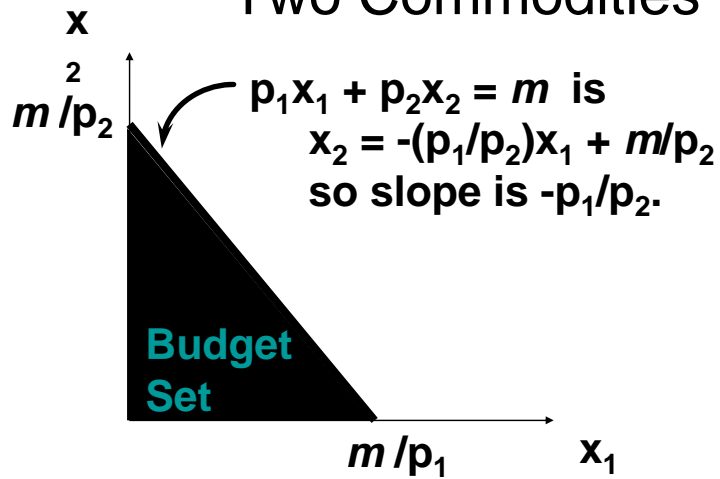 Two Commodities
x
2
m /p₂
p₁x₁ + p₂x₂ = m is
x₂ = -(p₁/p₂)x₁ + m/p₂
so slope is -p₁/p₂.
Budget
Set
m /p₁
x₁